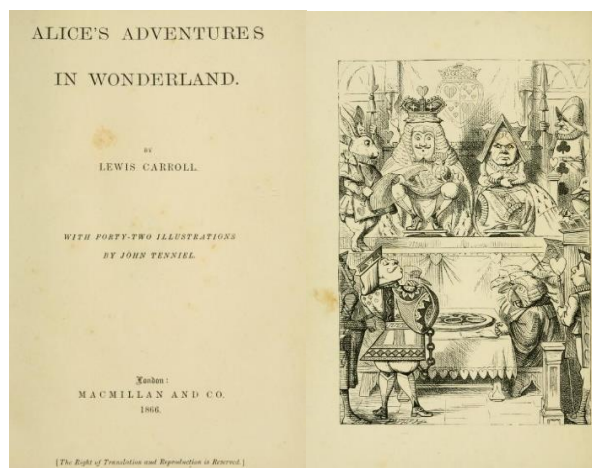 ALICE'S ADVENTURES
IN WONDERLAND.
BY
LEWIS CARROLL.
WITH FORTY-TWO ILLUSTRATIONS
BY JOHN TENNIEL.
London:
MACMILLAN AND CO.
1866.
[The Right of Translation and Reproduction is Reserved.]